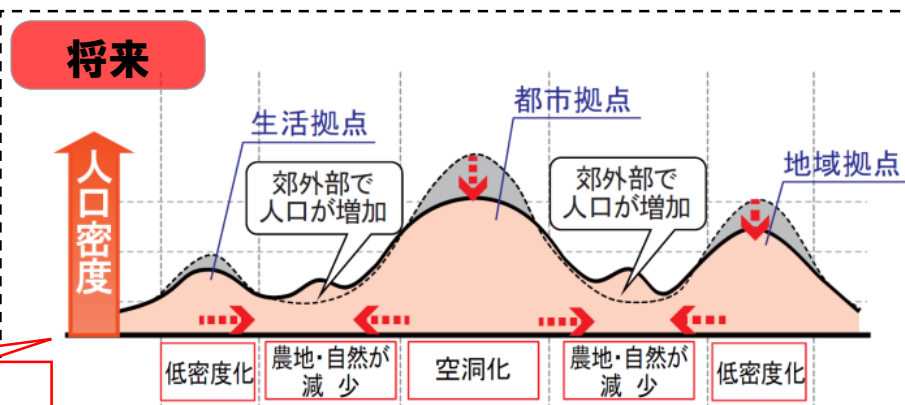 将来
人口密度
生活拠点
都市拠点
地域拠点
郊外部で
人口が増加
郊外部で
人口が増加
低密度化
農地・自然が
減 少
空洞化
農地・自然が
減 少
低密度化